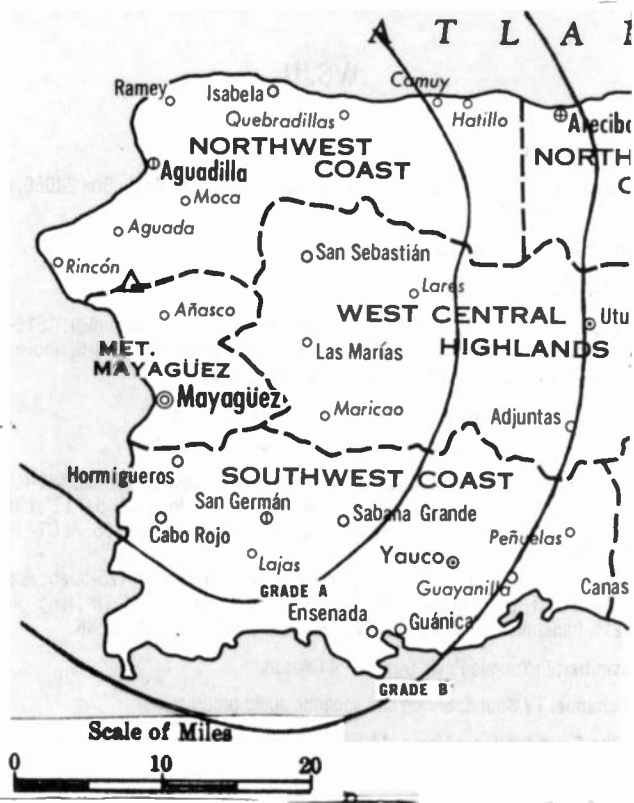 A T L A
Ramey
Isabela
Camuy
Quebradillas
Hatillo
Arecibo
NORTHWEST
COAST
NORTH
C
Aguadilla
Moca
Aguada
San Sebastián
Rincón
Lares
Añasco
WEST CENTRAL
HIGHLANDS
Utu
MET.
MAYAGÜEZ
Las Marías
Mayagüez
Maricao
Adjuntas
Hormigueros
SOUTHWEST COAST
San Germán
Sabana Grande
Cabo Rojo
Peñuelas
Lajas
Yauco
GRADE A
Guayanilla
Canas
Ensenada
Guánica
GRADE B
Scale of Miles
0 10 20